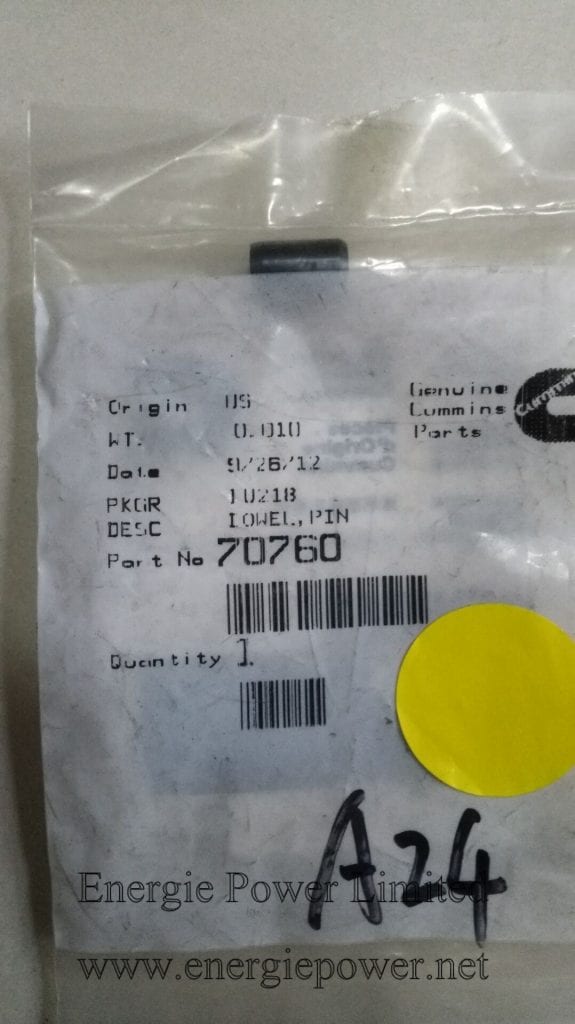 Origin US
Genuine
Cummins
Parts
Cummins
WT. 0.010
Date 9/26/12
PKGR
DESC DOWEL, PIN
Part No 70760
Quantity 1
A24
Energie Power Limited
www.energiepower.net